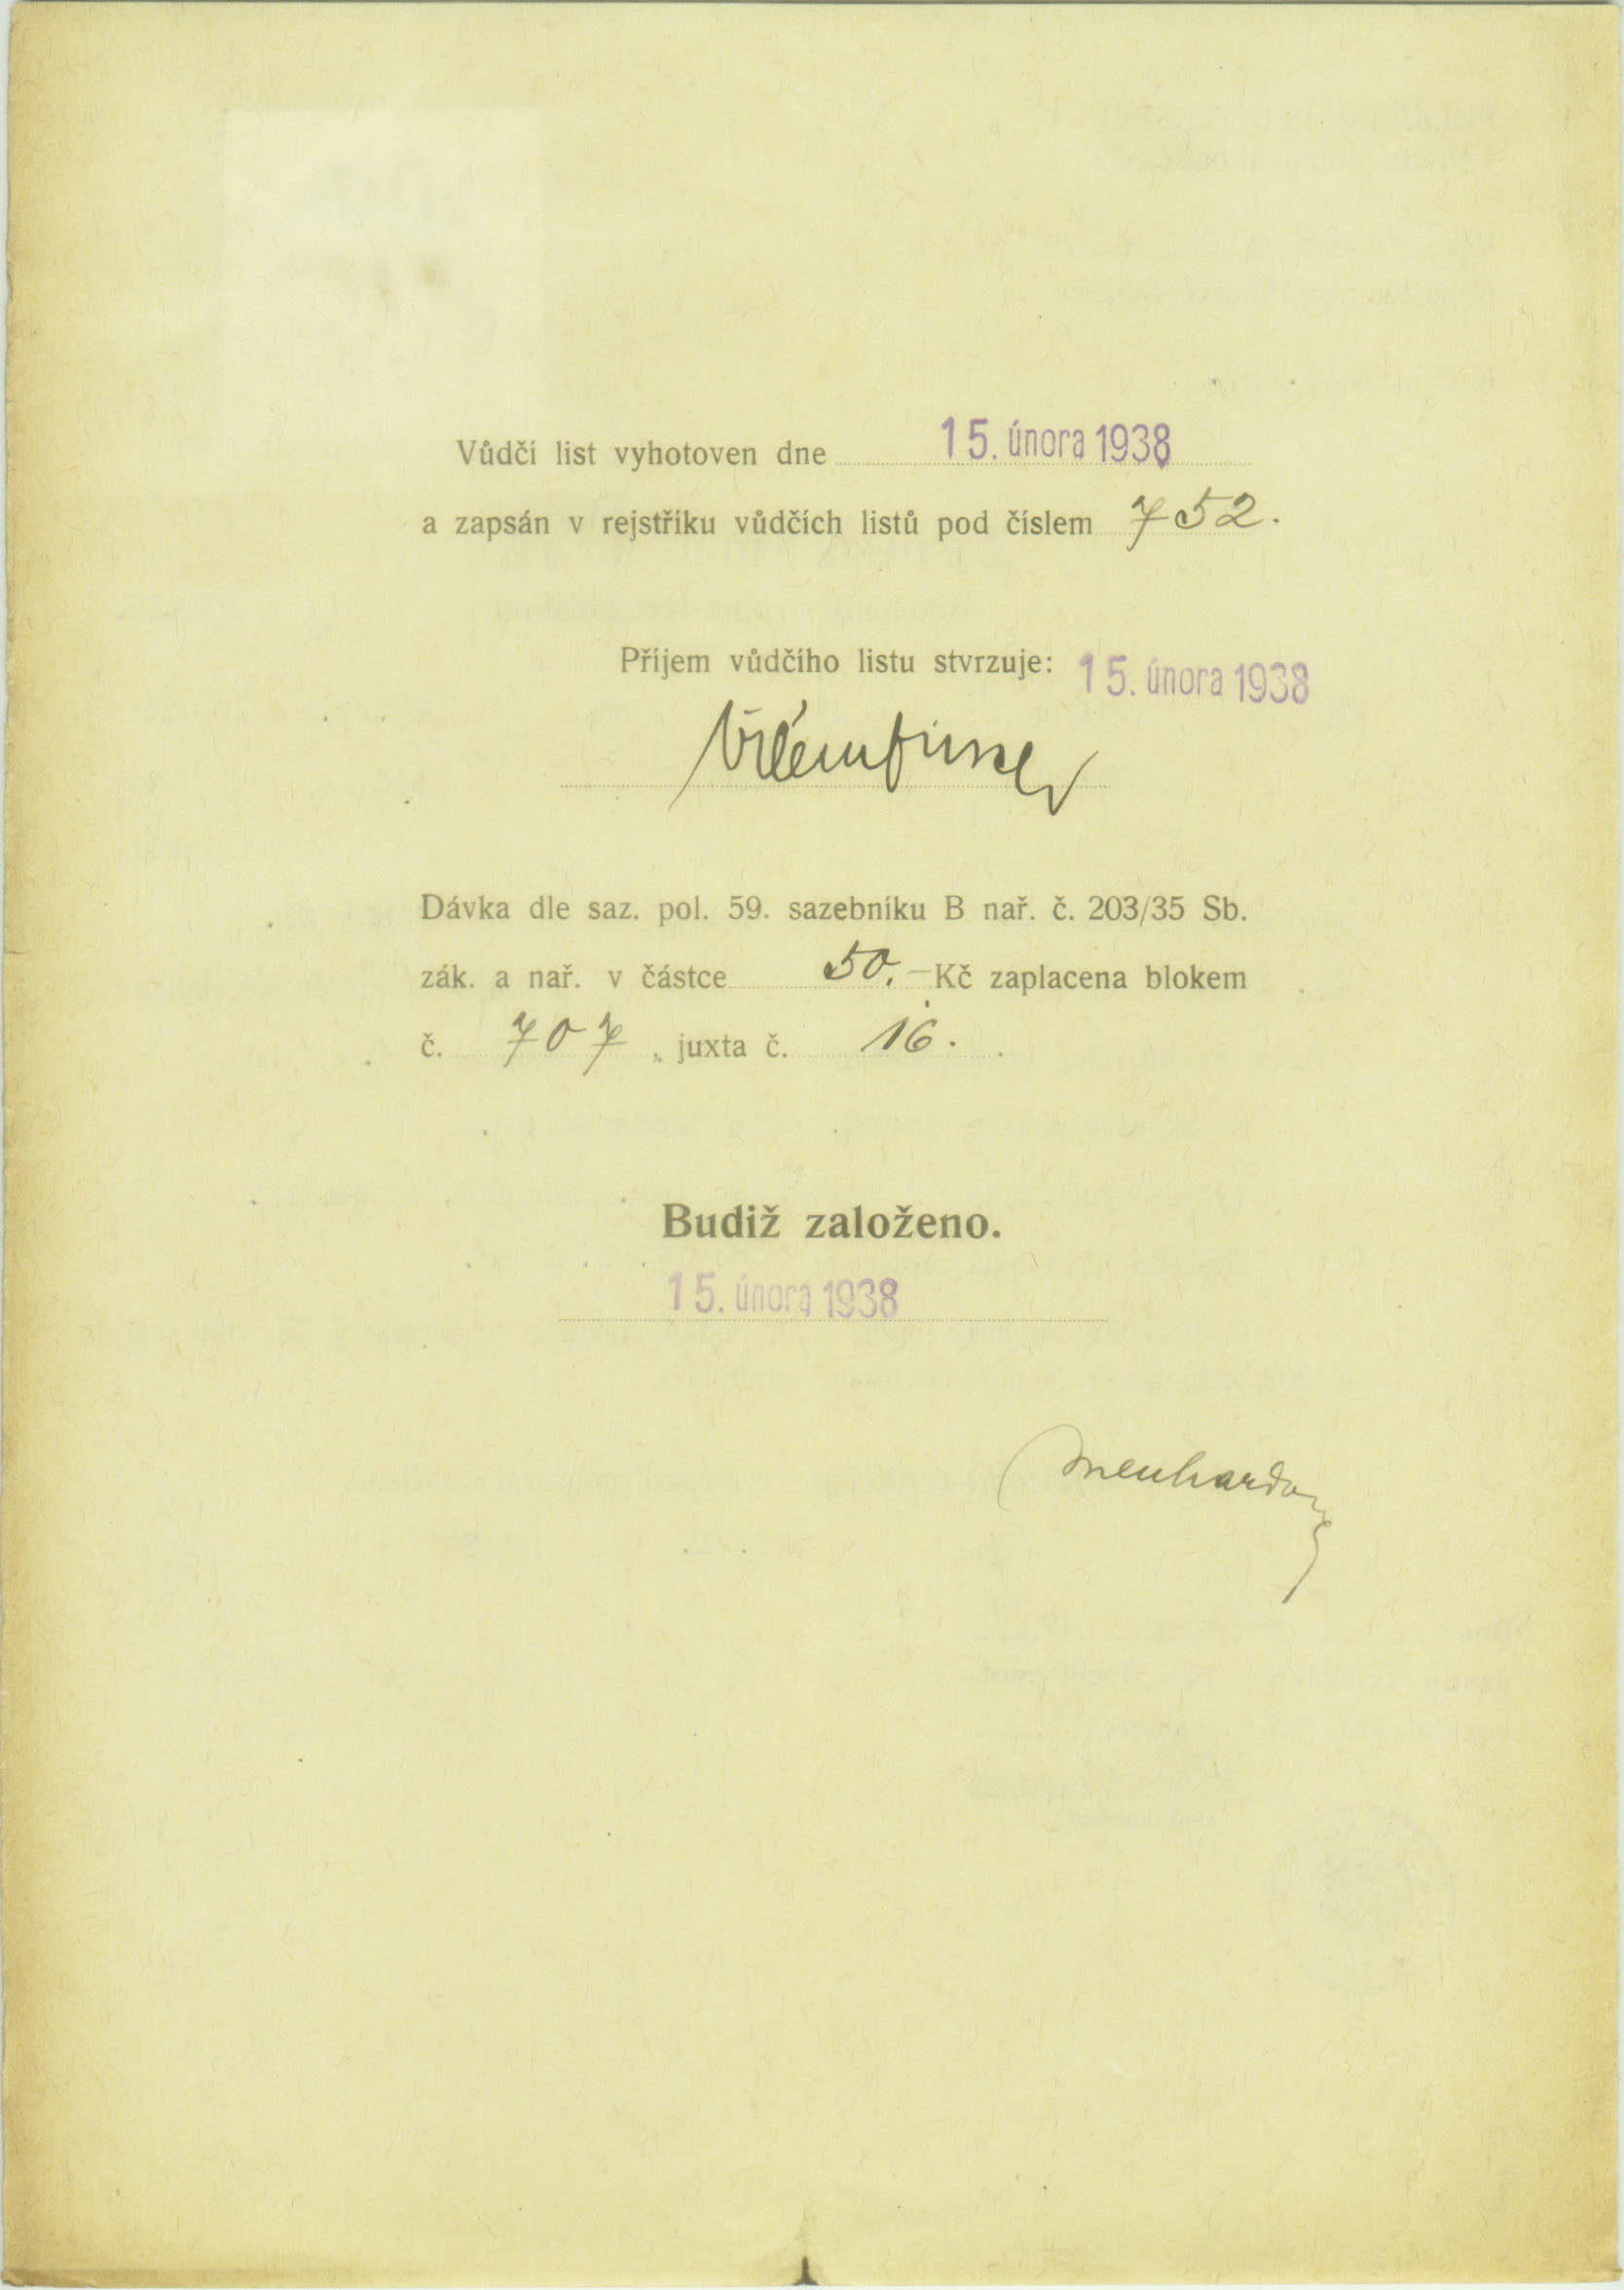 Vůdčí list vyhotoven dne 15. února 1938
a zapsán v rejstříku vůdčích listů pod číslem 752.
Příjem vůdčího listu stvrzuje: 15. února 1938
Vilém
Dávka dle saz. pol. 59. sazebníku B nař. č. 203/35 Sb.
zák. a nař. v částce 50.— Kč zaplacena blokem
č. 707, juxta č. 16.
Budiž založeno.
15. února 1938